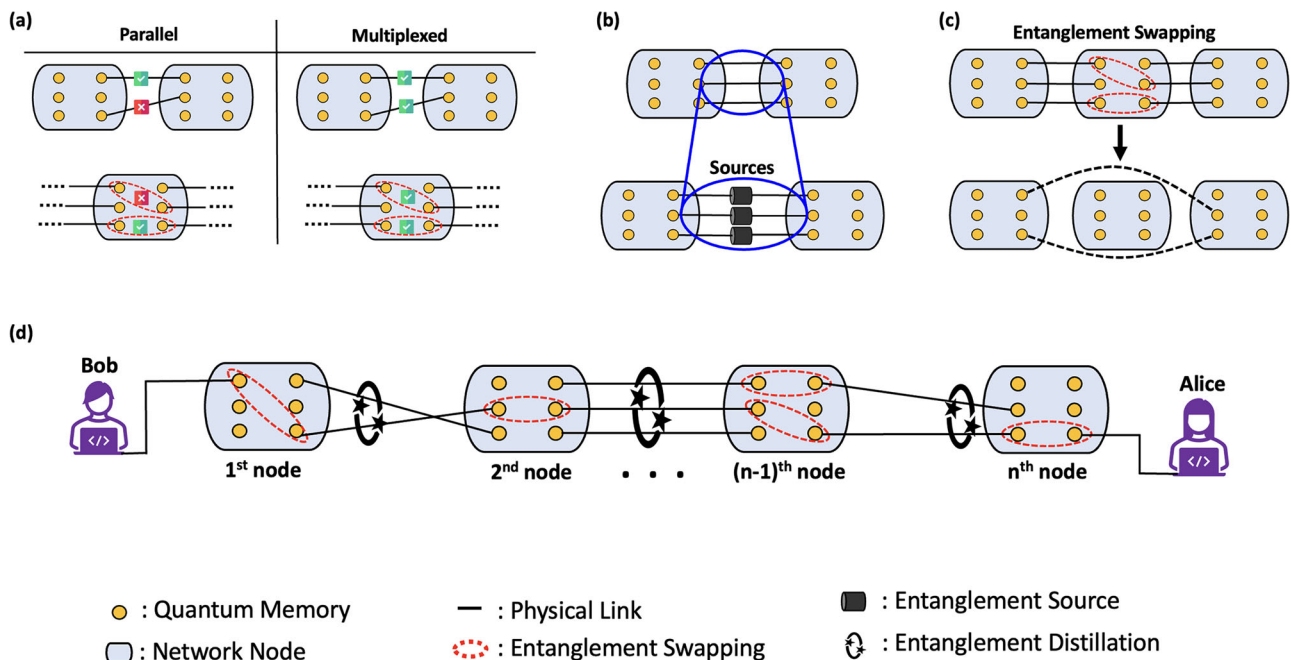 (a)
Parallel
Multiplexed
(b)
Sources
(c)
Entanglement Swapping
(d)
Bob
1st node
2nd node
. . .
(n-1)th node
nth node
Alice
</>
</>
: Quantum Memory
: Physical Link
: Entanglement Source
: Network Node
: Entanglement Swapping
: Entanglement Distillation